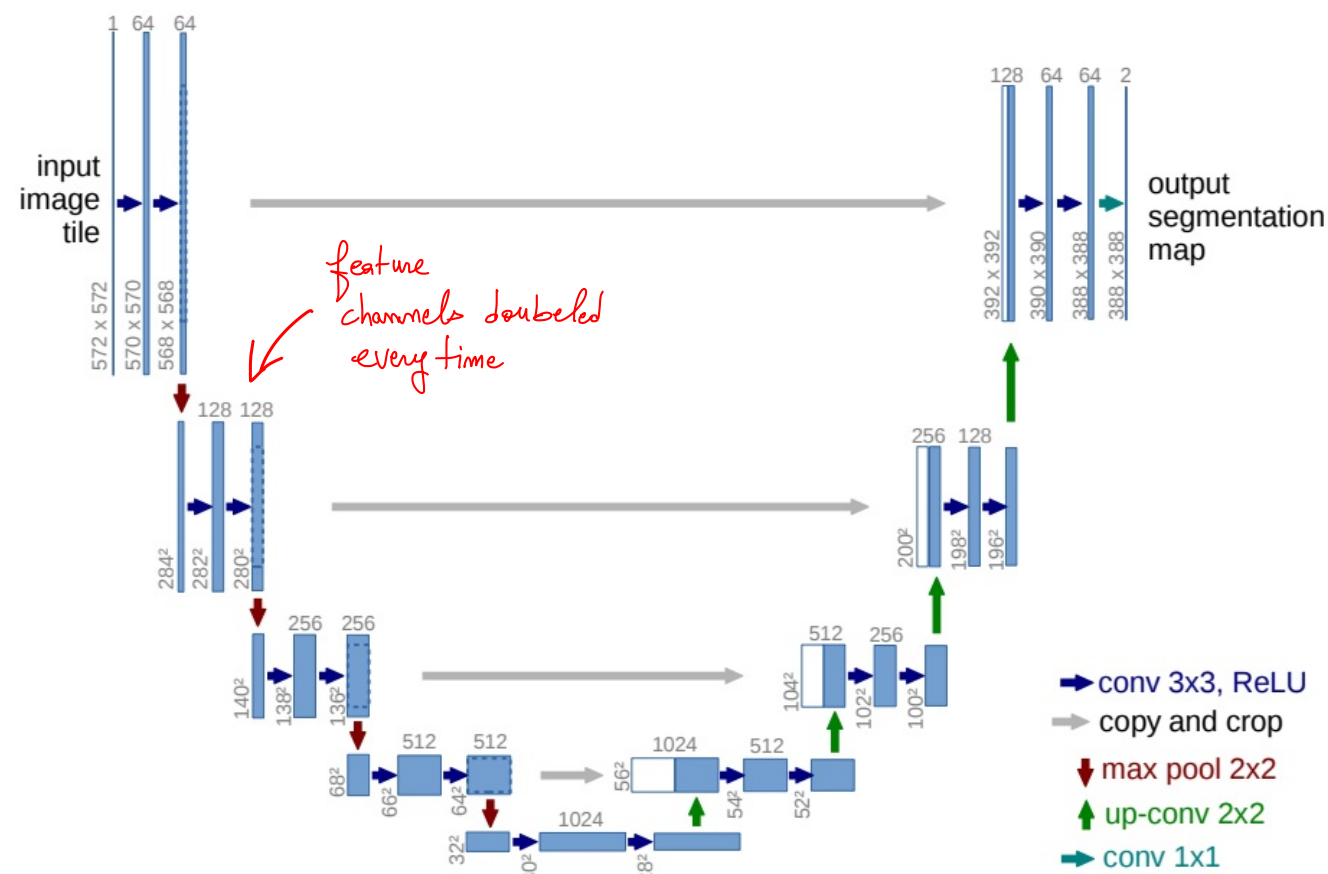 1 64 64
128 64 64 2
input
image
tile
output
segmentation
map
572 x 572
570 x 570
568 x 568
392 x 392
390 x 390
388 x 388
388 x 388
feature
channels doubeled
every time
128 128
256 128
284²
282²
280²
200²
198²
196²
256 256
512 256
140²
138²
136²
104²
102²
100²
conv 3x3, ReLU
copy and crop
max pool 2x2
up-conv 2x2
conv 1x1
512 512
1024 512
68²
66²
64²
56²
54²
52²
1024
32²